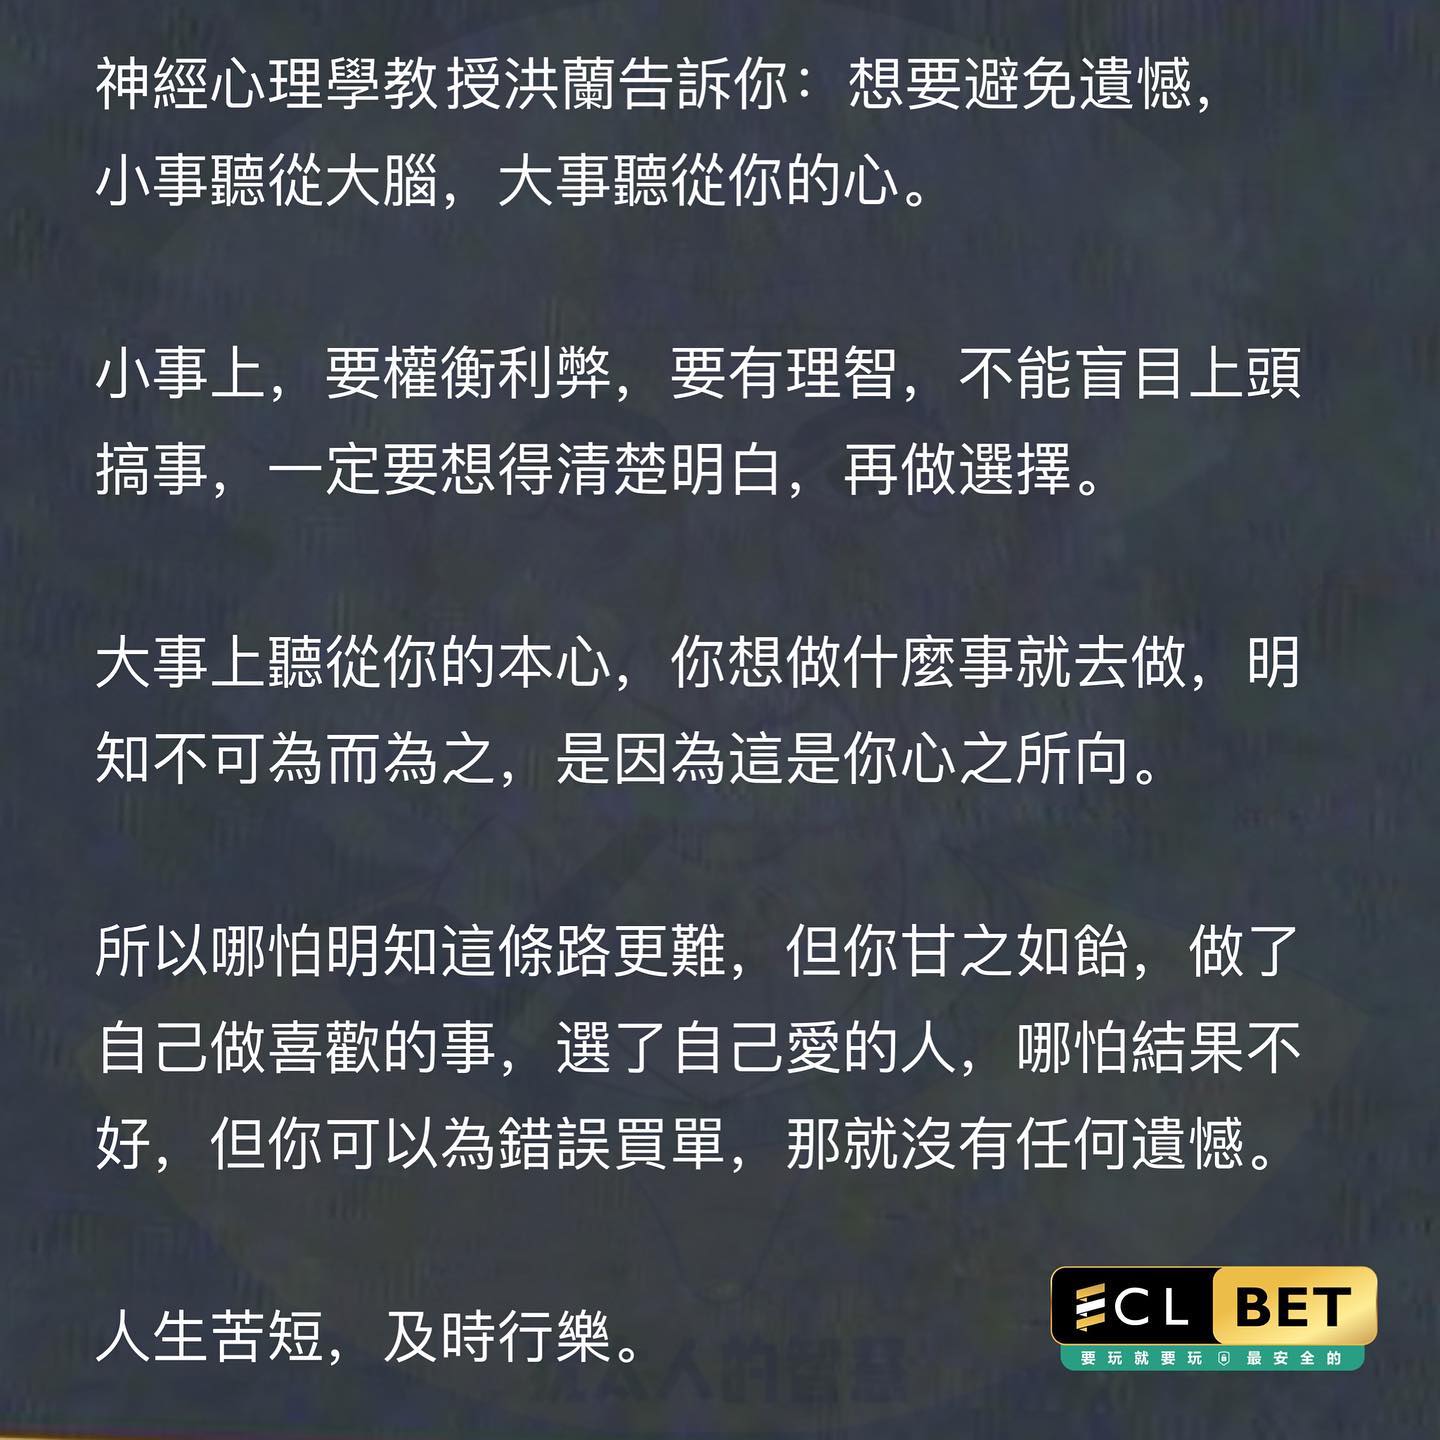 神經心理學教授洪蘭告訴你：想要避免遺憾，
小事聽從大腦，大事聽從你的心。
小事上，要權衡利弊，要有理智，不能盲目上頭
搞事，一定要想得清楚明白，再做選擇。
大事上聽從你的本心，你想做什麼事就去做，明
知不可為而為之，是因為這是你心之所向。
所以哪怕明知這條路更難，但你甘之如飴，做了
自己做喜歡的事，選了自己愛的人，哪怕結果不
好，但你可以為錯誤買單，那就沒有任何遺憾。
人生苦短，及時行樂。
ECLBET
要玩就要玩 最安全的